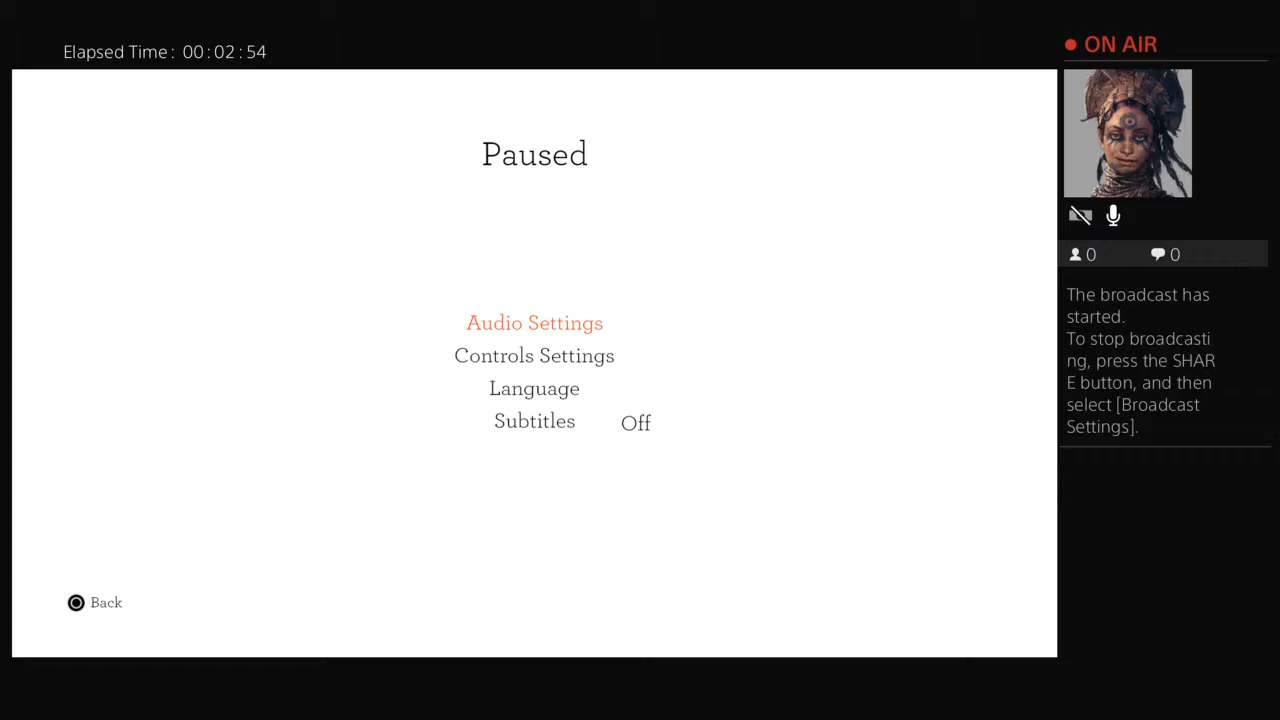 Elapsed Time: 00:02:54
ON AIR
Paused
Audio Settings
Controls Settings
Language
Subtitles Off
Back
0 0
The broadcast has
started.
To stop broadcasti
ng, press the SHAR
E button, and then
select [Broadcast
Settings].